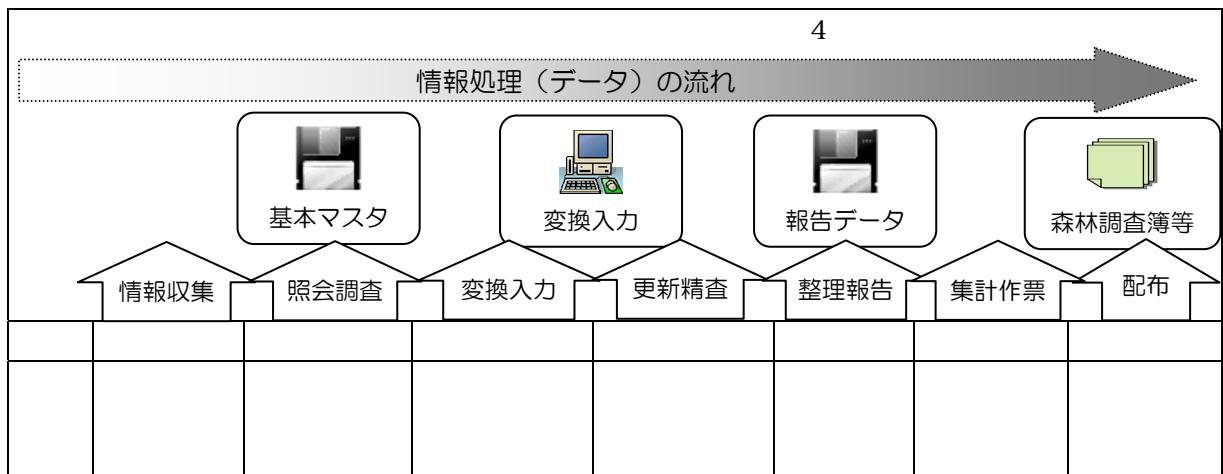 4
情報処理（データ）の流れ
基本マスタ
変換入力
報告データ
森林調査簿等
情報収集
照会調査
変換入力
更新精査
整理報告
集計作票
配布